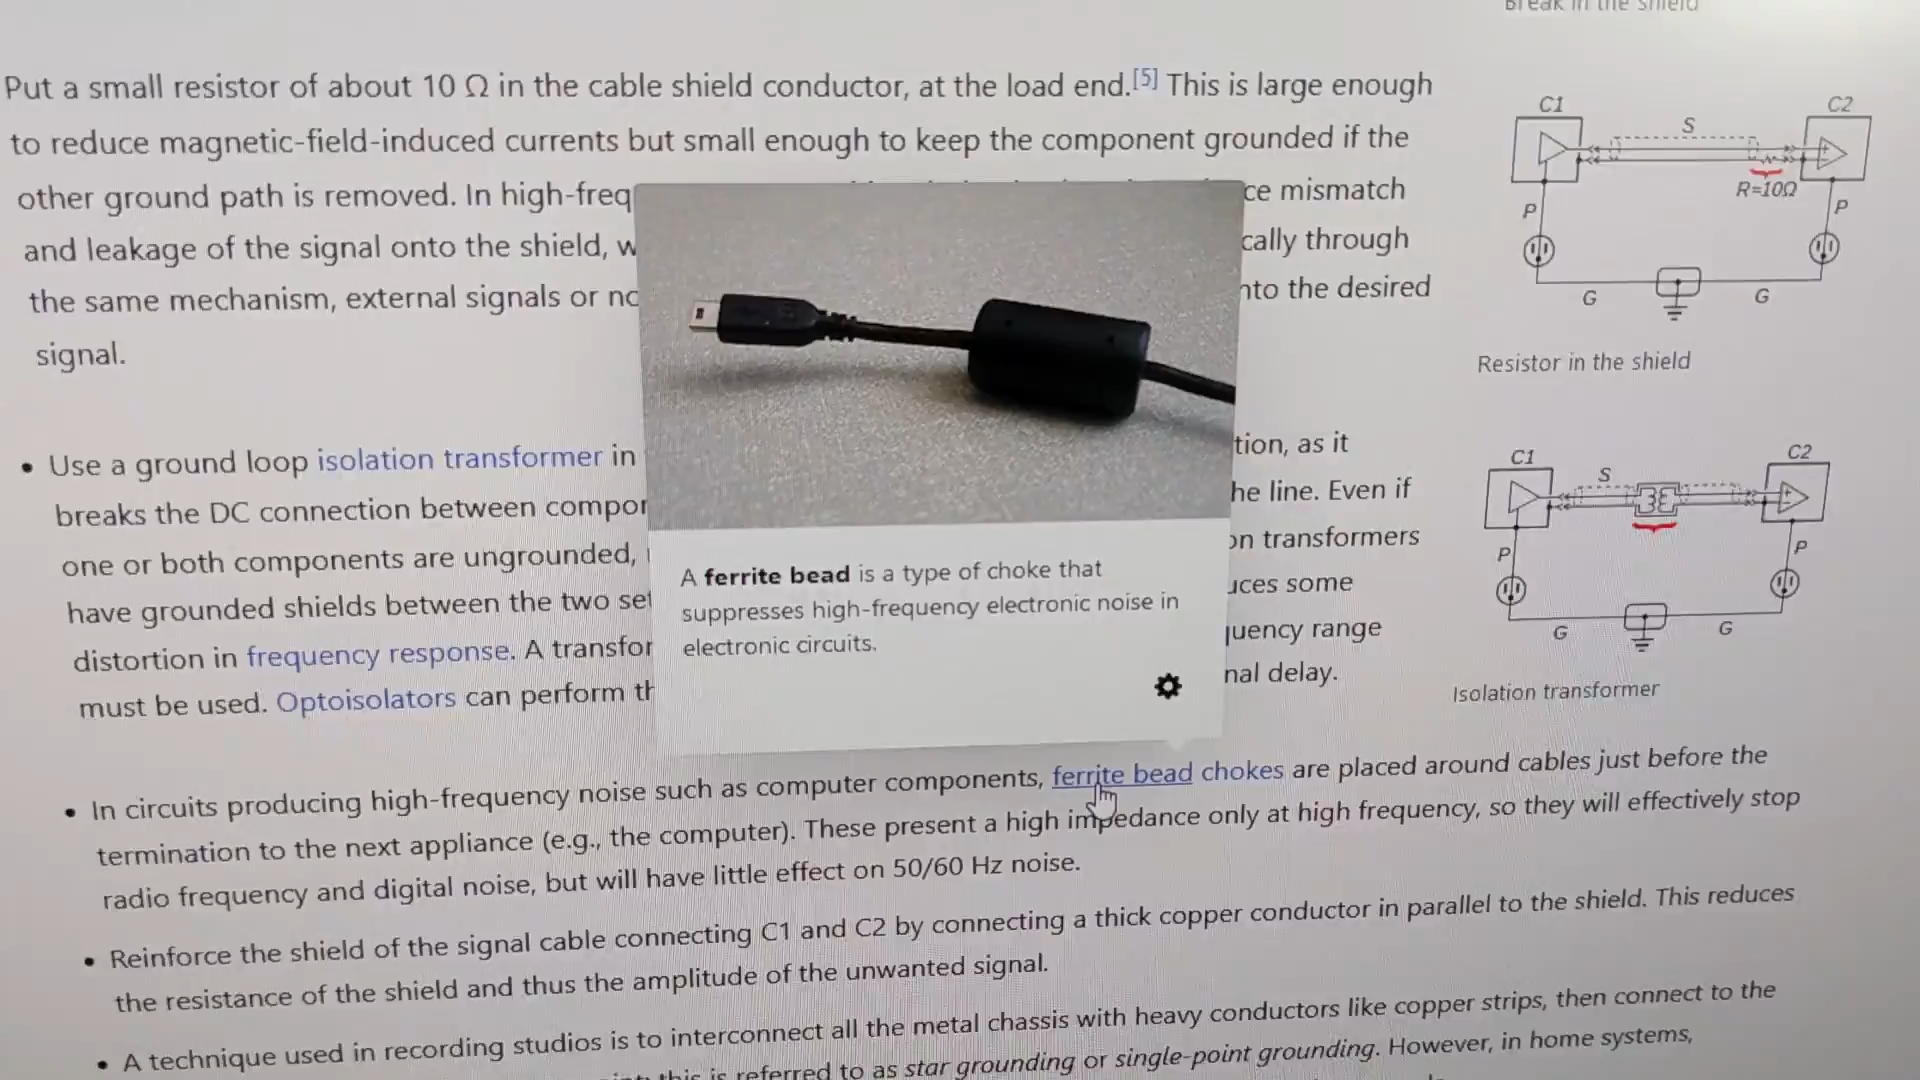 Break in the shield
Put a small resistor of about 10 Ω in the cable shield conductor, at the load end.[5] This is large enough
to reduce magnetic-field-induced currents but small enough to keep the component grounded if the
other ground path is removed. In high-freq ce mismatch
and leakage of the signal onto the shield, w cally through
the same mechanism, external signals or no nto the desired
signal.
C1 C2
S
R=10Ω
P P
G G
Resistor in the shield
• Use a ground loop isolation transformer in tion, as it
breaks the DC connection between compor he line. Even if
one or both components are ungrounded, on transformers
have grounded shields between the two set uces some
distortion in frequency response. A transfor quency range
must be used. Optoisolators can perform th nal delay.
C1 C2
S
P P
G G
Isolation transformer
A ferrite bead is a type of choke that
suppresses high-frequency electronic noise in
electronic circuits.
• In circuits producing high-frequency noise such as computer components, ferrite bead chokes are placed around cables just before the
termination to the next appliance (e.g., the computer). These present a high impedance only at high frequency, so they will effectively stop
radio frequency and digital noise, but will have little effect on 50/60 Hz noise.
• Reinforce the shield of the signal cable connecting C1 and C2 by connecting a thick copper conductor in parallel to the shield. This reduces
the resistance of the shield and thus the amplitude of the unwanted signal.
• A technique used in recording studios is to interconnect all the metal chassis with heavy conductors like copper strips, then connect to the
this is referred to as star grounding or single-point grounding. However, in home systems,